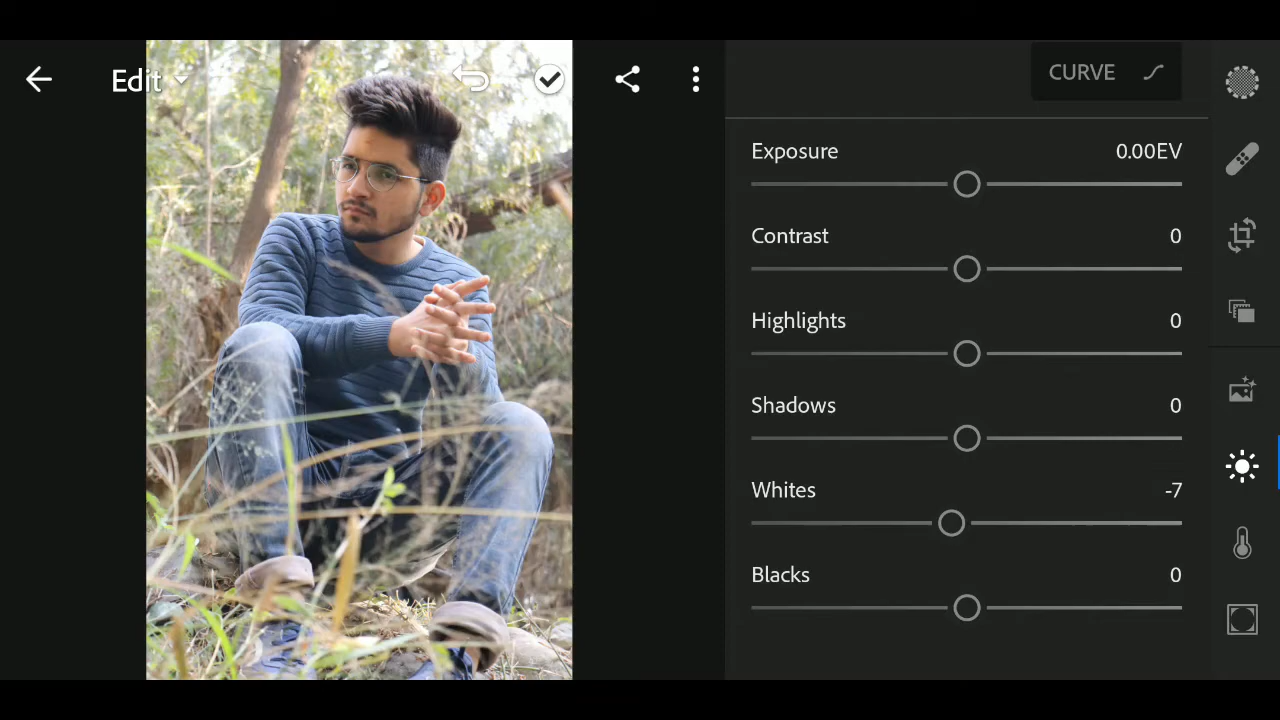 Edit
CURVE
Exposure 0.00EV
Contrast 0
Highlights 0
Shadows 0
Whites -7
Blacks 0